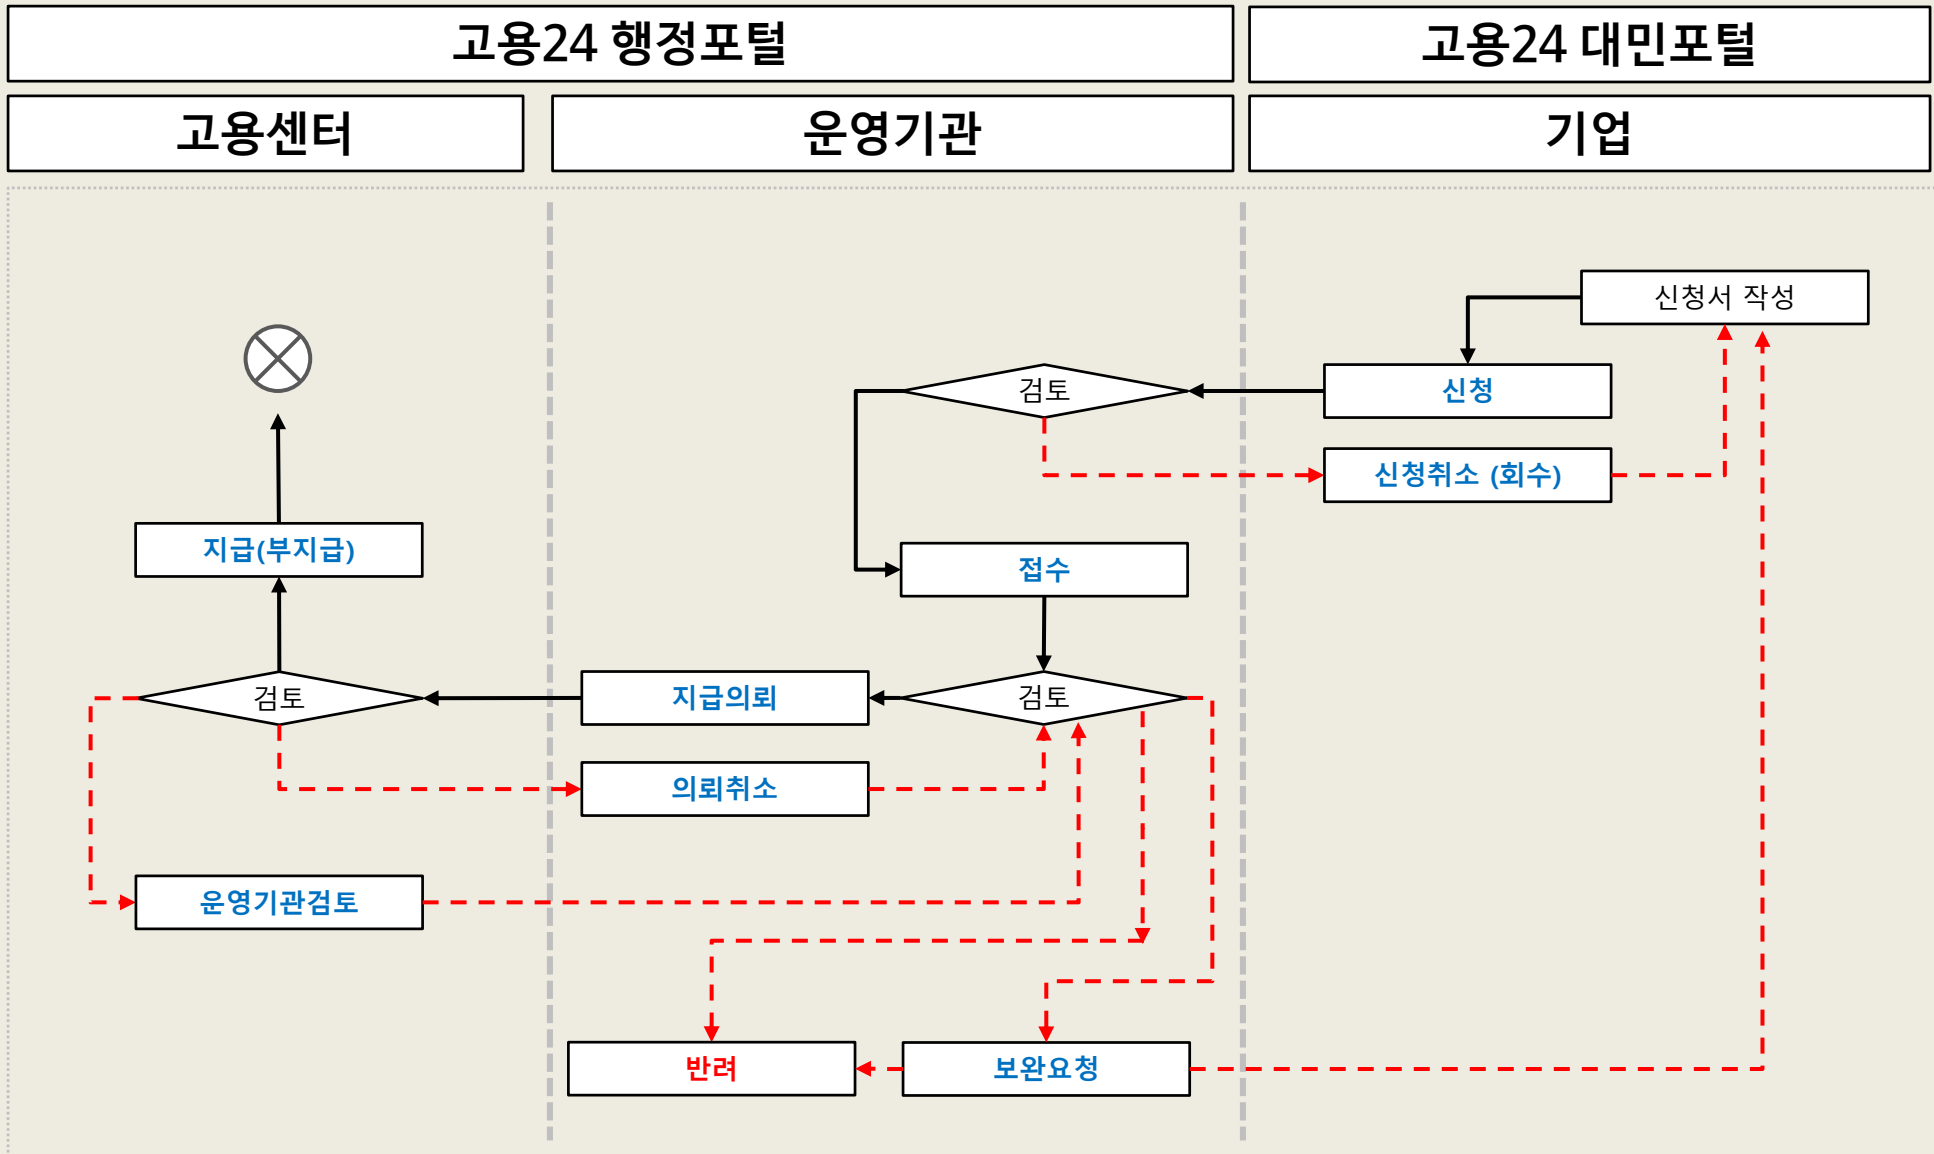 고용24 행정포털
고용24 대민포털
고용센터
운영기관
기업
신청서 작성
검토
신청
신청취소 (회수)
지급(부지급)
접수
검토
지급의뢰
검토
의뢰취소
운영기관검토
반려
보완요청